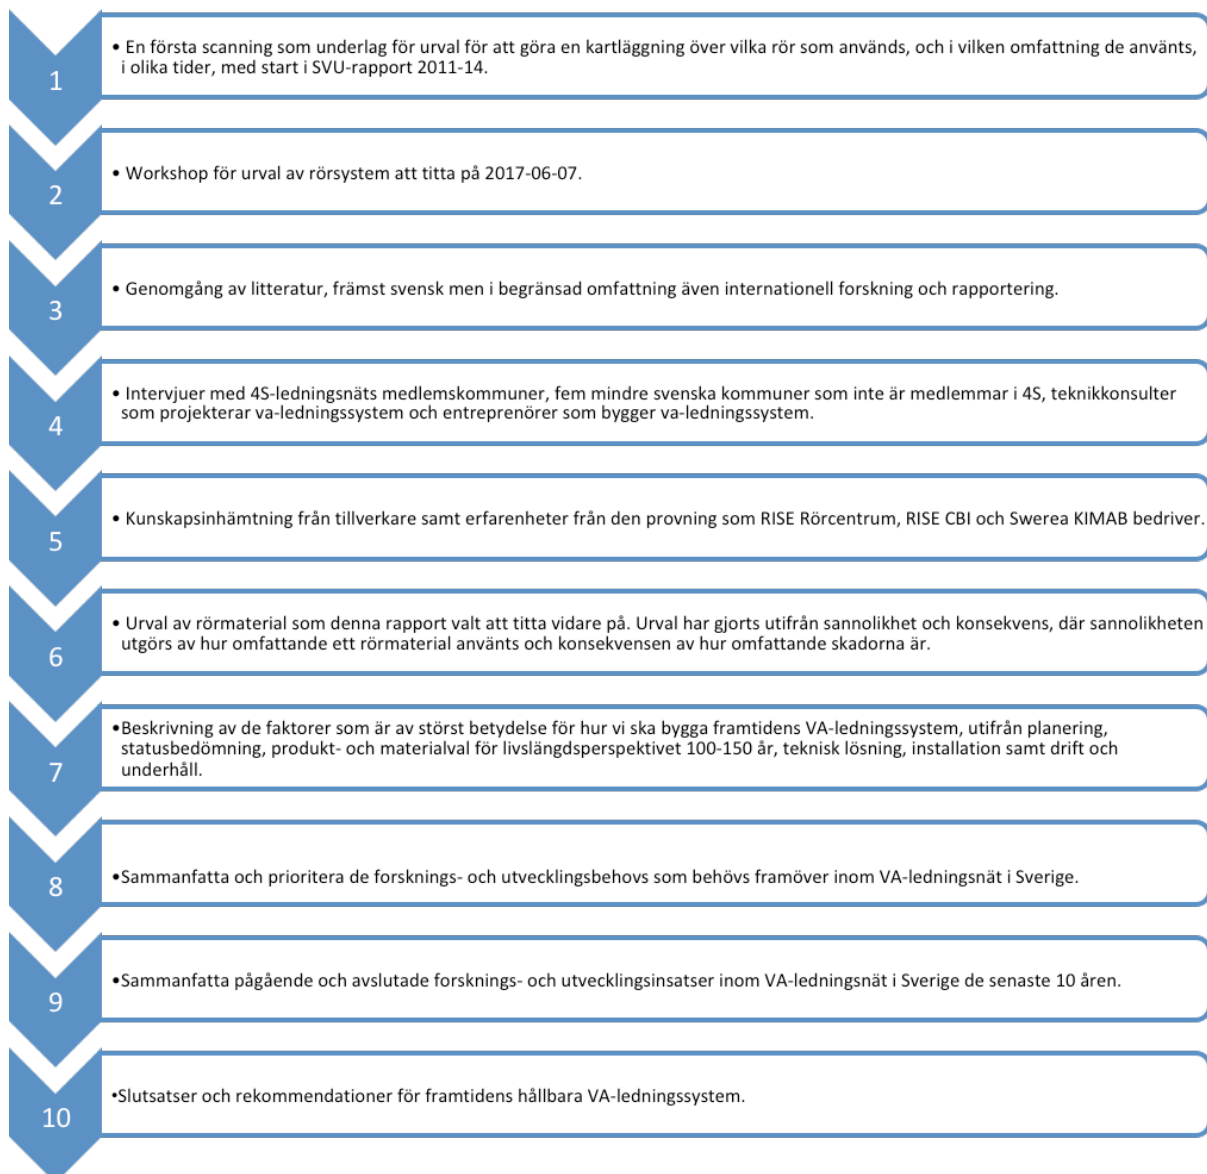 1
• En första scanning som underlag för urval för att göra en kartläggning över vilka rör som används, och i vilken omfattning de använts,
i olika tider, med start i SVU-rapport 2011-14.
2
• Workshop för urval av rörsystem att titta på 2017-06-07.
3
• Genomgång av litteratur, främst svensk men i begränsad omfattning även internationell forskning och rapportering.
4
• Intervjuer med 4S-ledningsnäts medlemskommuner, fem mindre svenska kommuner som inte är medlemmar i 4S, teknikkonsulter
som projekterar va-ledningssystem och entreprenörer som bygger va-ledningssystem.
5
• Kunskapsinhämtning från tillverkare samt erfarenheter från den provning som RISE Rörcentrum, RISE CBI och Swerea KIMAB bedriver.
6
• Urval av rörmaterial som denna rapport valt att titta vidare på. Urval har gjorts utifrån sannolikhet och konsekvens, där sannolikheten
utgörs av hur omfattande ett rörmaterial använts och konsekvensen av hur omfattande skadorna är.
7
•Beskrivning av de faktorer som är av störst betydelse för hur vi ska bygga framtidens VA-ledningssystem, utifrån planering,
statusbedömning, produkt- och materialval för livslängdsperspektivet 100-150 år, teknisk lösning, installation samt drift och
underhåll.
8
•Sammanfatta och prioritera de forsknings- och utvecklingsbehovs som behövs framöver inom VA-ledningsnät i Sverige.
9
•Sammanfatta pågående och avslutade forsknings- och utvecklingsinsatser inom VA-ledningsnät i Sverige de senaste 10 åren.
10
•Slutsatser och rekommendationer för framtidens hållbara VA-ledningssystem.